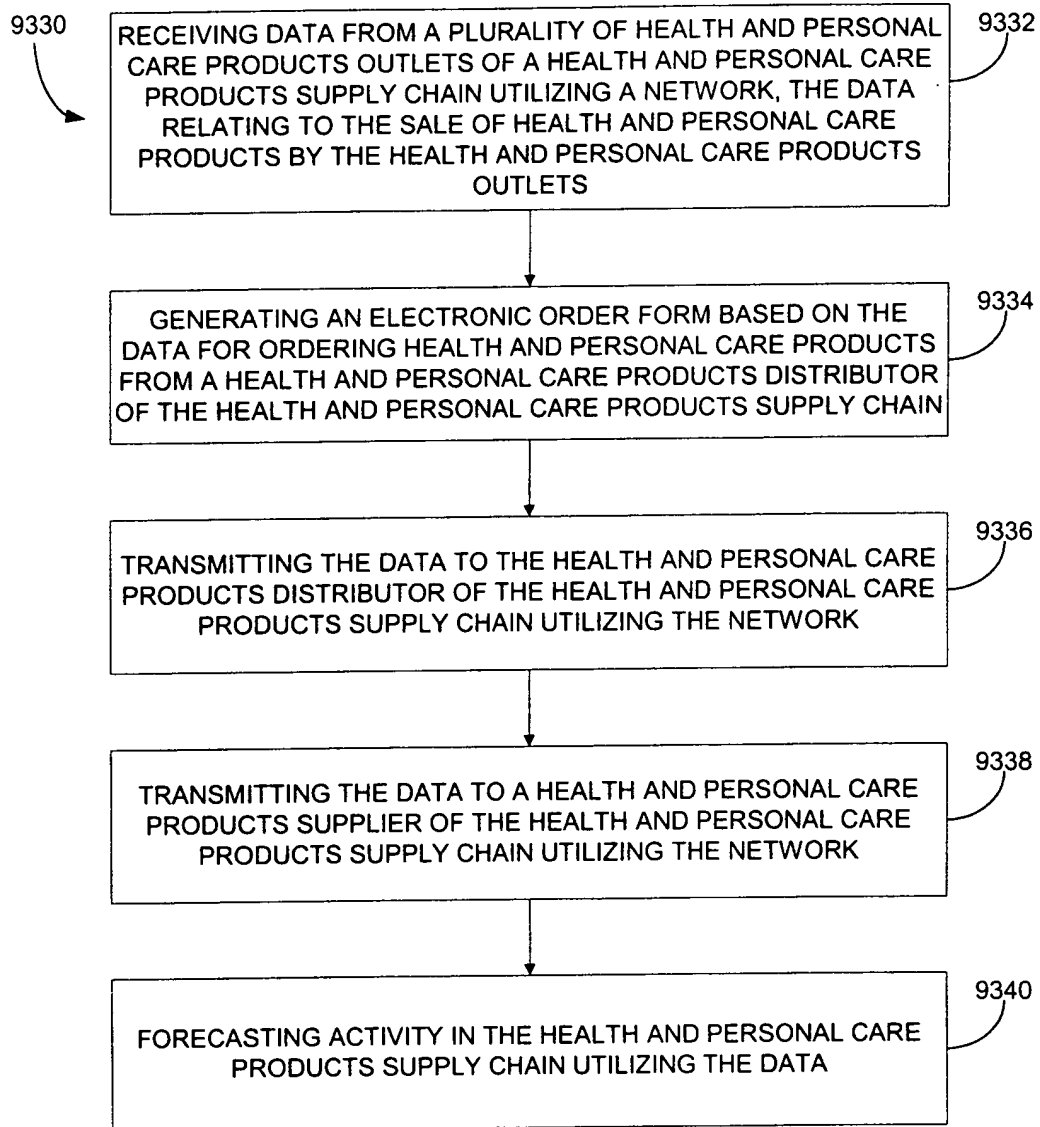 9330
9332
RECEIVING DATA FROM A PLURALITY OF HEALTH AND PERSONAL
CARE PRODUCTS OUTLETS OF A HEALTH AND PERSONAL CARE
PRODUCTS SUPPLY CHAIN UTILIZING A NETWORK, THE DATA
RELATING TO THE SALE OF HEALTH AND PERSONAL CARE
PRODUCTS BY THE HEALTH AND PERSONAL CARE PRODUCTS
OUTLETS
9334
GENERATING AN ELECTRONIC ORDER FORM BASED ON THE
DATA FOR ORDERING HEALTH AND PERSONAL CARE PRODUCTS
FROM A HEALTH AND PERSONAL CARE PRODUCTS DISTRIBUTOR
OF THE HEALTH AND PERSONAL CARE PRODUCTS SUPPLY CHAIN
9336
TRANSMITTING THE DATA TO THE HEALTH AND PERSONAL CARE
PRODUCTS DISTRIBUTOR OF THE HEALTH AND PERSONAL CARE
PRODUCTS SUPPLY CHAIN UTILIZING THE NETWORK
9338
TRANSMITTING THE DATA TO A HEALTH AND PERSONAL CARE
PRODUCTS SUPPLIER OF THE HEALTH AND PERSONAL CARE
PRODUCTS SUPPLY CHAIN UTILIZING THE NETWORK
9340
FORECASTING ACTIVITY IN THE HEALTH AND PERSONAL CARE
PRODUCTS SUPPLY CHAIN UTILIZING THE DATA